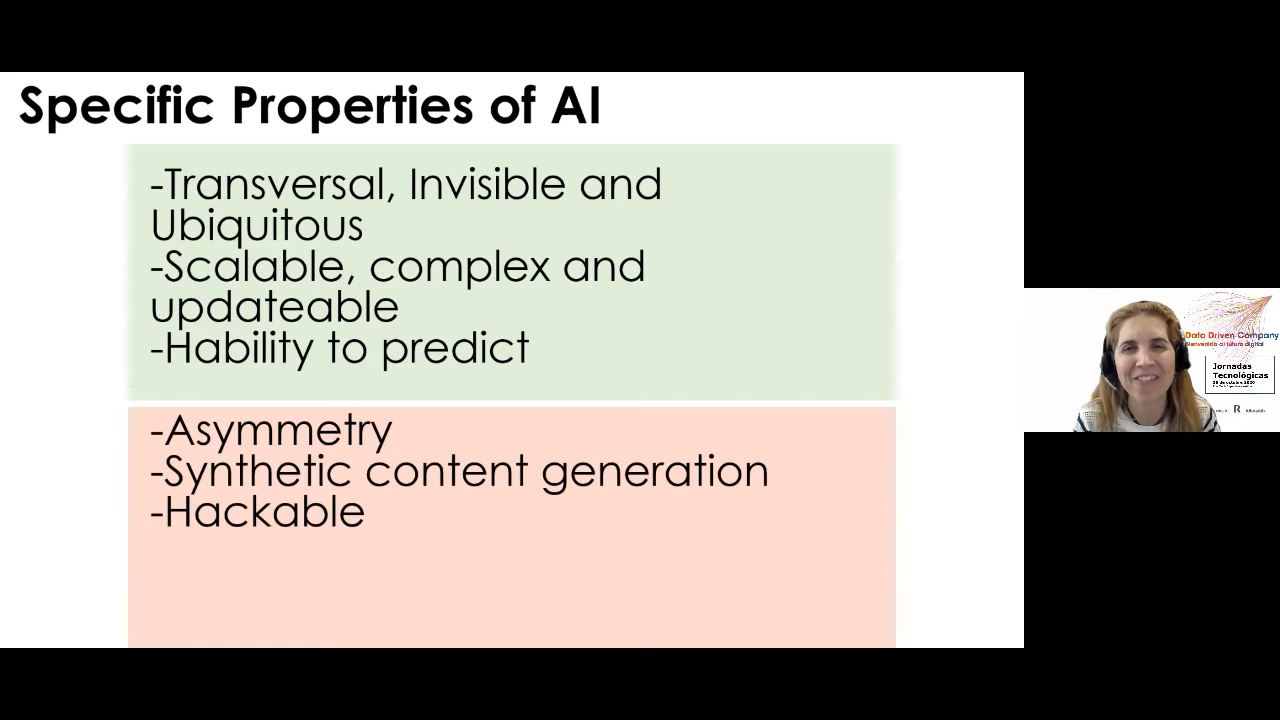 Specific Properties of AI
-Transversal, Invisible and
Ubiquitous
-Scalable, complex and
updateable
-Hability to predict
-Asymmetry
-Synthetic content generation
-Hackable
Data Driven Company
Bienvenido al futuro digital
Jornadas
Tecnológicas
R